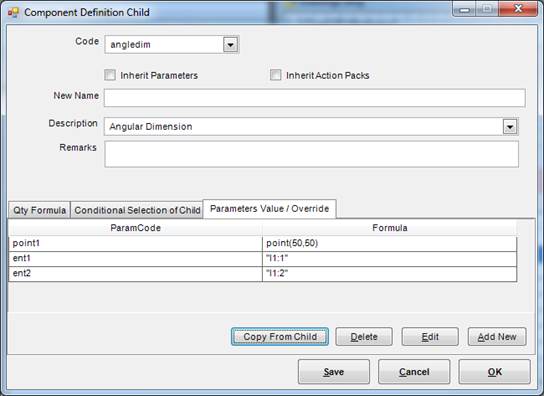 Component Definition Child
Code angledim
Inherit Parameters Inherit Action Packs
New Name
Description Angular Dimension
Remarks
Qty Formula Conditional Selection of Child Parameters Value / Override
ParamCode Formula
point1 point(50,50)
ent1 "l1:1"
ent2 "l1:2"
Copy From Child Delete Edit Add New
Save Cancel OK